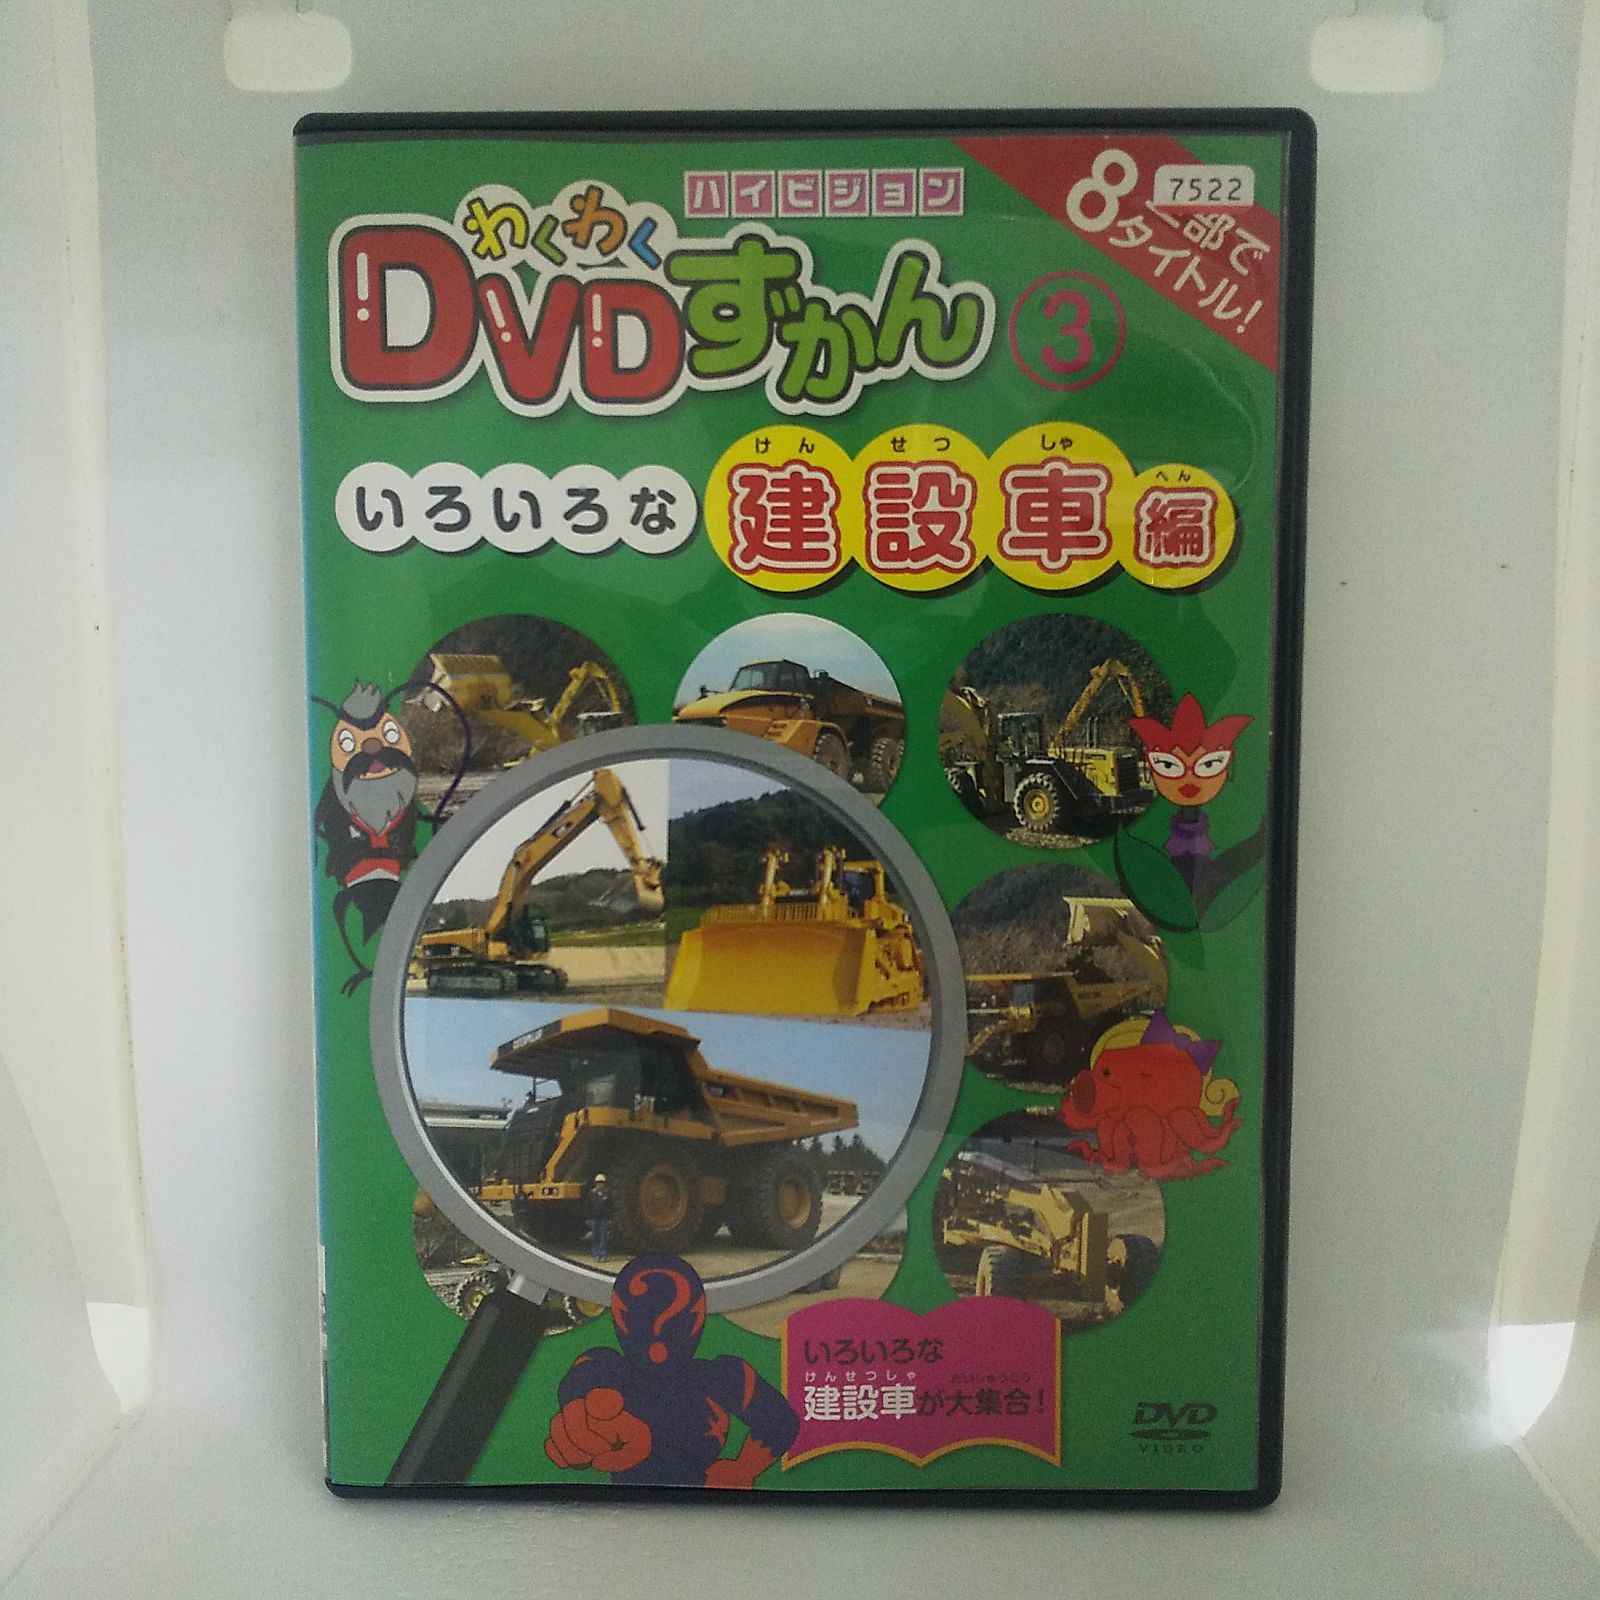 ハイビジョン
わくわく
DVDずかん③
8
7522
部で
タイトル!
けん せつ しゃ へん
いろいろな建設車編
?
いろいろな
けんせつしゃ だいしゅうごう
建設車が大集合!
DVD
VIDEO